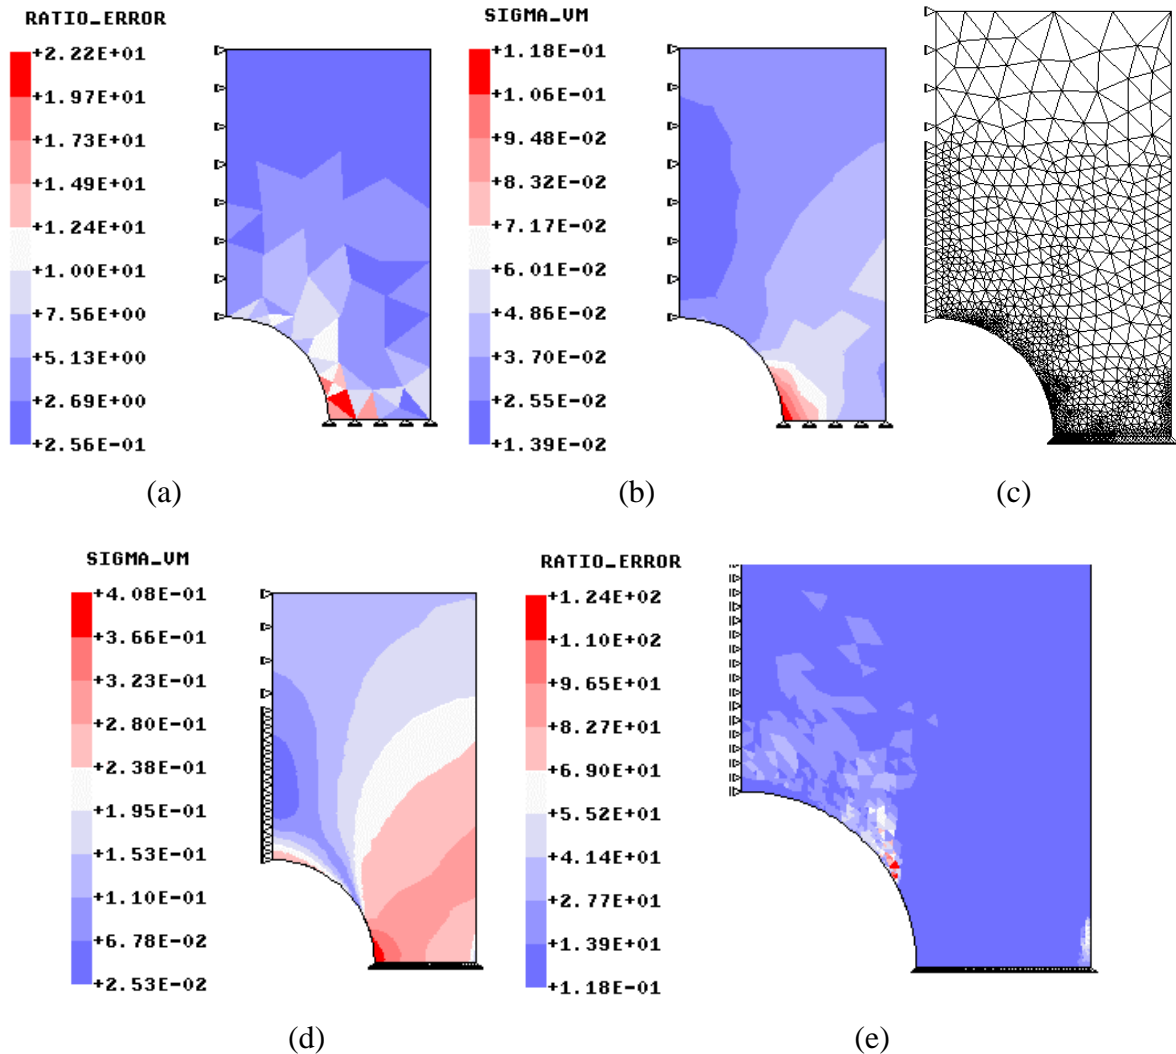 RATIO_ERROR
+2.22E+01
+1.97E+01
+1.73E+01
+1.49E+01
+1.24E+01
+1.00E+01
+7.56E+00
+5.13E+00
+2.69E+00
+2.56E-01
(a)
SIGMA_VM
+1.18E-01
+1.06E-01
+9.48E-02
+8.32E-02
+7.17E-02
+6.01E-02
+4.86E-02
+3.70E-02
+2.55E-02
+1.39E-02
(b)
(c)
SIGMA_VM
+4.08E-01
+3.66E-01
+3.23E-01
+2.80E-01
+2.38E-01
+1.95E-01
+1.53E-01
+1.10E-01
+6.78E-02
+2.53E-02
(d)
RATIO_ERROR
+1.24E+02
+1.10E+02
+9.65E+01
+8.27E+01
+6.90E+01
+5.52E+01
+4.14E+01
+2.77E+01
+1.39E+01
+1.18E-01
(e)